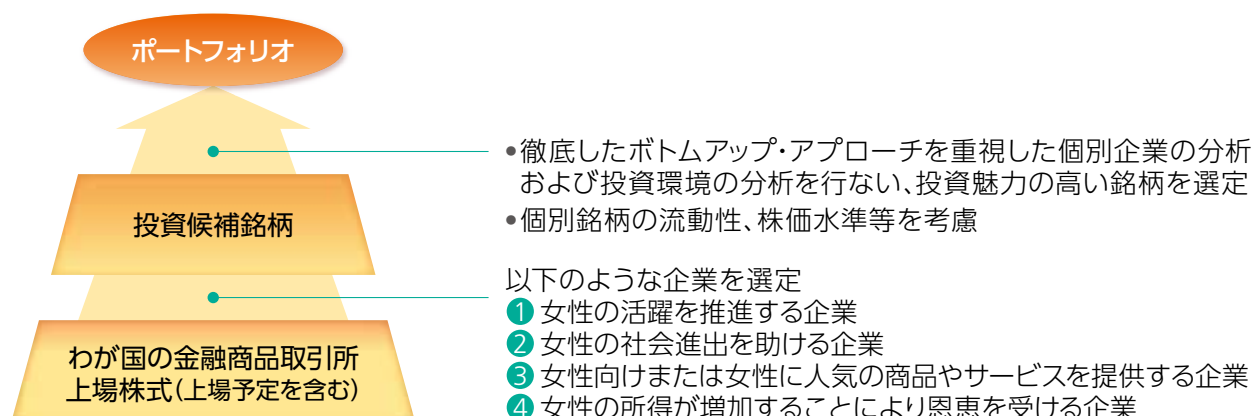 ポートフォリオ
•徹底したボトムアップ・アプローチを重視した個別企業の分析
および投資環境の分析を行ない、投資魅力の高い銘柄を選定
•個別銘柄の流動性、株価水準等を考慮
投資候補銘柄
以下のような企業を選定
❶女性の活躍を推進する企業
❷女性の社会進出を助ける企業
❸女性向けまたは女性に人気の商品やサービスを提供する企業
❹女性の所得が増加することにより恩恵を受ける企業
わが国の金融商品取引所
上場株式（上場予定を含む）